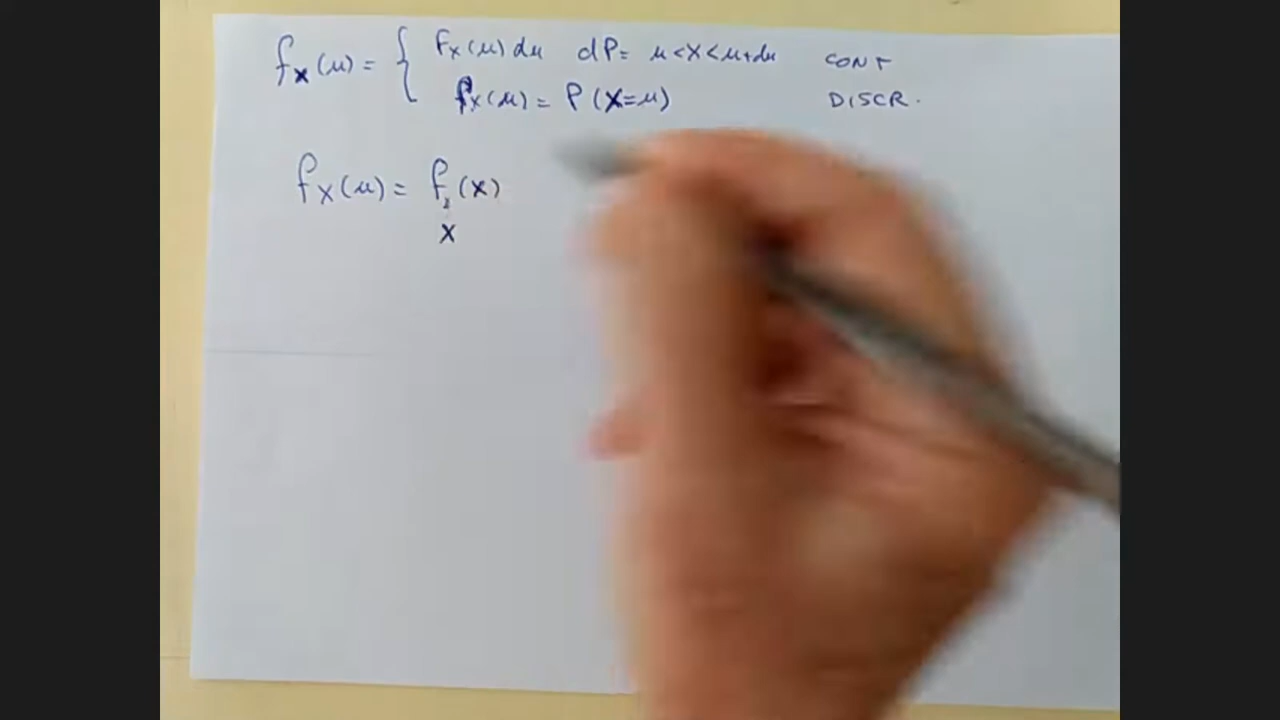 fx(u) = { fx(u) du dP = u<X<u+du CONT
fx(u) = P(X=u) DISCR.
fx(u) = f (x)
x